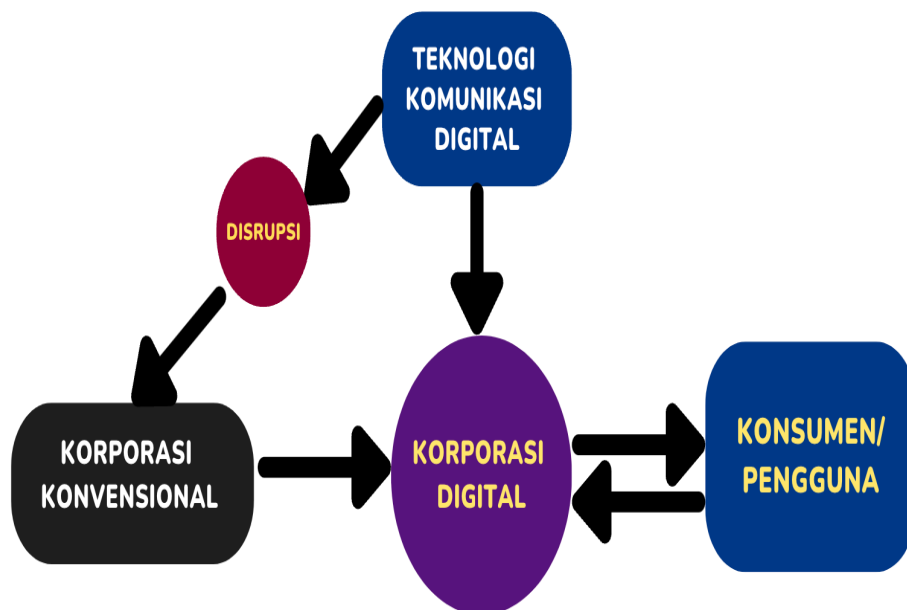 TEKNOLOGI
KOMUNIKASI
DIGITAL
DISRUPSI
KORPORASI
KONVENSIONAL
KORPORASI
DIGITAL
KONSUMEN/
PENGGUNA